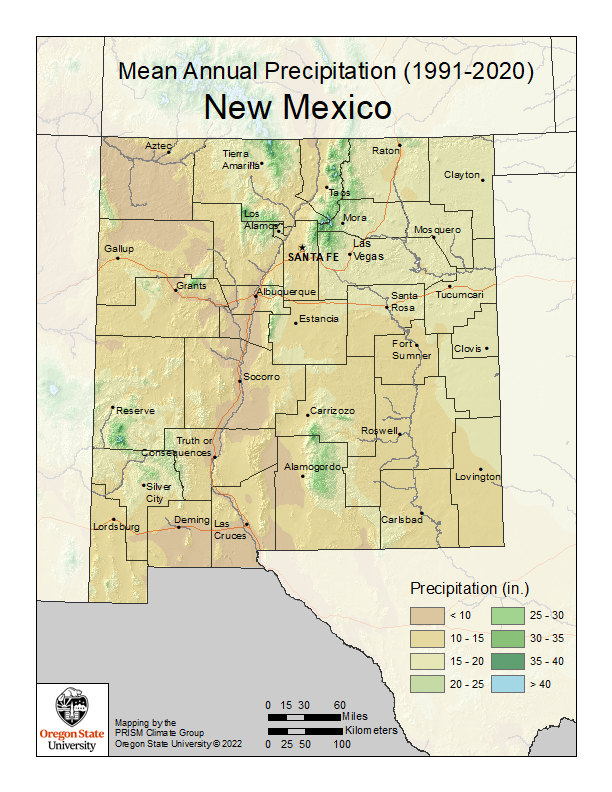 Mean Annual Precipitation (1991-2020)
New Mexico
Aztec
Tierra
Amarilla
Raton
Clayton
Taos
Los
Alamos
Mora
Mosquero
Gallup
SANTA FE
Las
Vegas
Grants
Albuquerque
Santa
Rosa
Tucumcari
Estancia
Fort
Sumner
Clovis
Socorro
Reserve
Carrizozo
Roswell
Truth or
Consequences
Alamogordo
Lovington
Silver
City
Lordsburg
Deming
Las
Cruces
Carlsbad
Precipitation (in.)
< 10
25 - 30
10 - 15
30 - 35
15 - 20
35 - 40
20 - 25
> 40
Oregon State
University
Mapping by the
PRISM Climate Group
Oregon State University © 2022
0 15 30 60
Miles
Kilometers
0 25 50 100